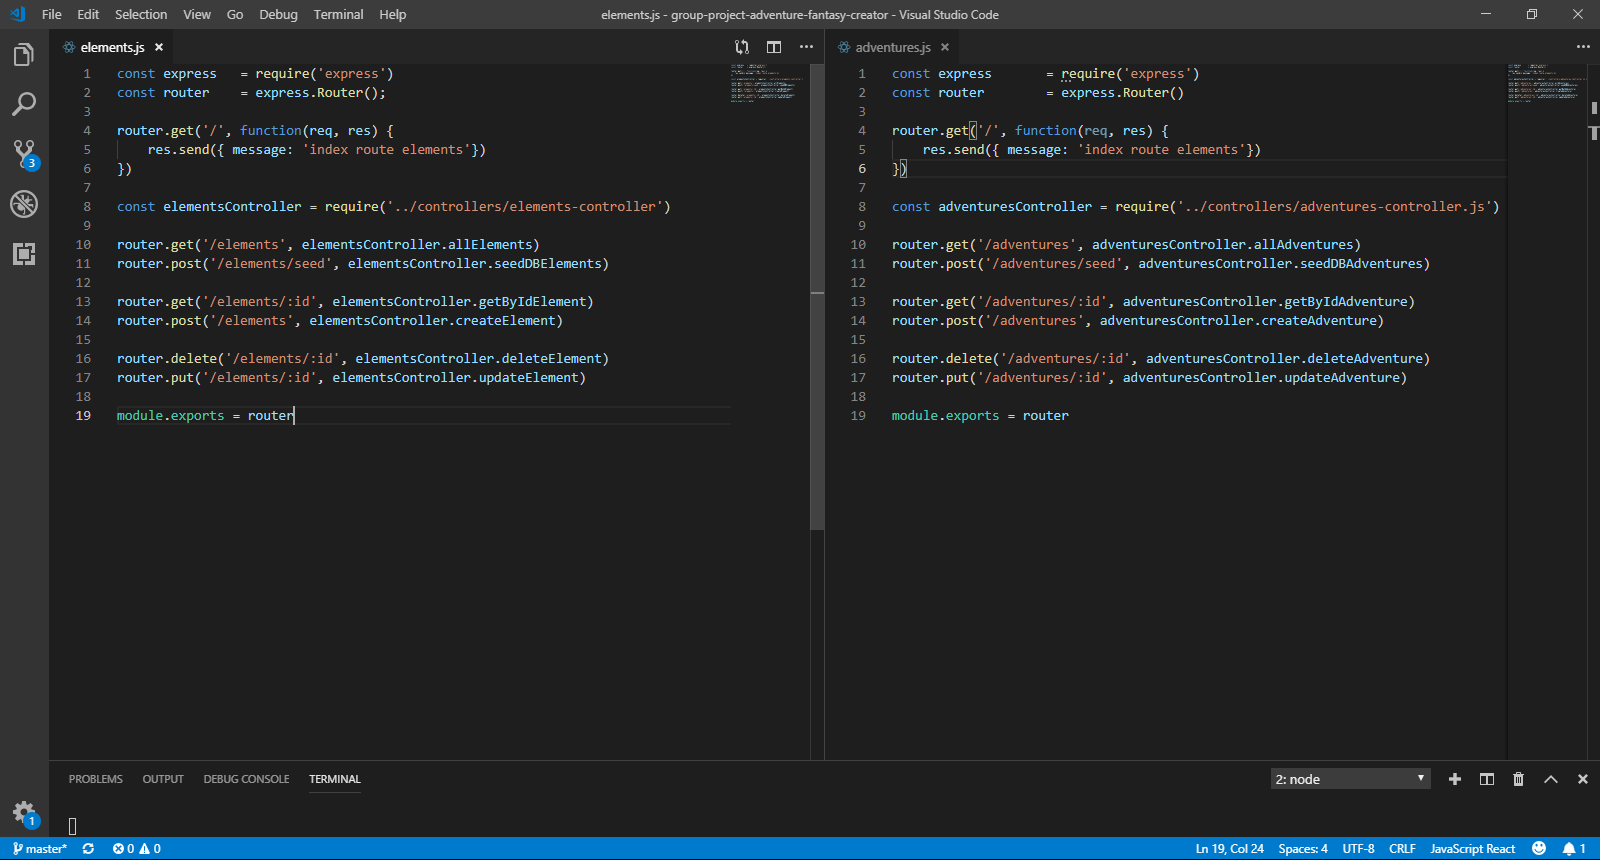 File Edit Selection View Go Debug Terminal Help elements.js - group-project-adventure-fantasy-creator - Visual Studio Code
elements.js
1 const express   = require('express')
2 const router    = express.Router();
3
4 router.get('/', function(req, res) {
5     res.send({ message: 'index route elements'})
6 })
7
8 const elementsController = require('../controllers/elements-controller')
9
10 router.get('/elements', elementsController.allElements)
11 router.post('/elements/seed', elementsController.seedDBElements)
12
13 router.get('/elements/:id', elementsController.getByIdElement)
14 router.post('/elements', elementsController.createElement)
15
16 router.delete('/elements/:id', elementsController.deleteElement)
17 router.put('/elements/:id', elementsController.updateElement)
18
19 module.exports = router
adventures.js
1 const express       = require('express')
2 const router        = express.Router()
3
4 router.get('/', function(req, res) {
5     res.send({ message: 'index route elements'})
6 })
7
8 const adventuresController = require('../controllers/adventures-controller.js')
9
10 router.get('/adventures', adventuresController.allAdventures)
11 router.post('/adventures/seed', adventuresController.seedDBAdventures)
12
13 router.get('/adventures/:id', adventuresController.getByIdAdventure)
14 router.post('/adventures', adventuresController.createAdventure)
15
16 router.delete('/adventures/:id', adventuresController.deleteAdventure)
17 router.put('/adventures/:id', adventuresController.updateAdventure)
18
19 module.exports = router
3
1
PROBLEMS OUTPUT DEBUG CONSOLE TERMINAL 2: node
master* 0 0 Ln 19, Col 24 Spaces: 4 UTF-8 CRLF JavaScript React 1